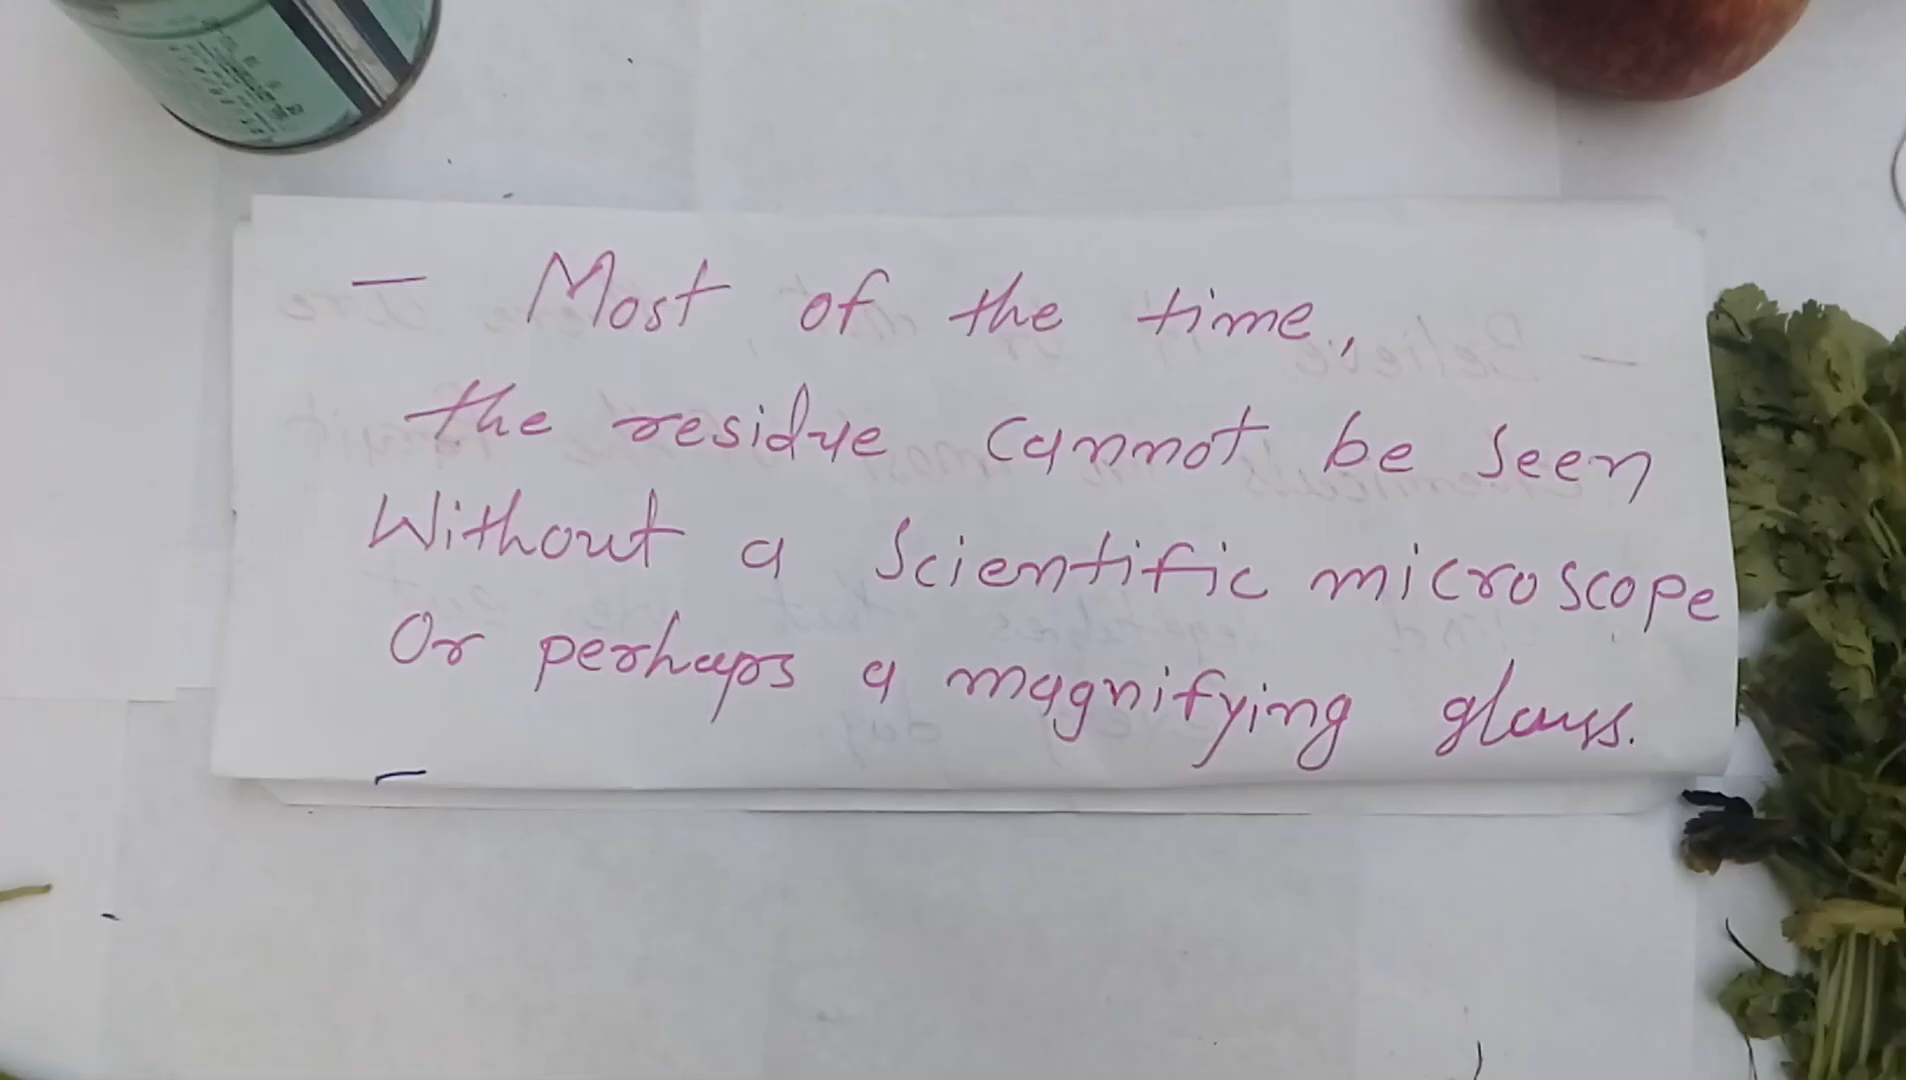 - Most of the time,
the residue cannot be seen
Without a Scientific microscope
Or perhaps a magnifying glass.